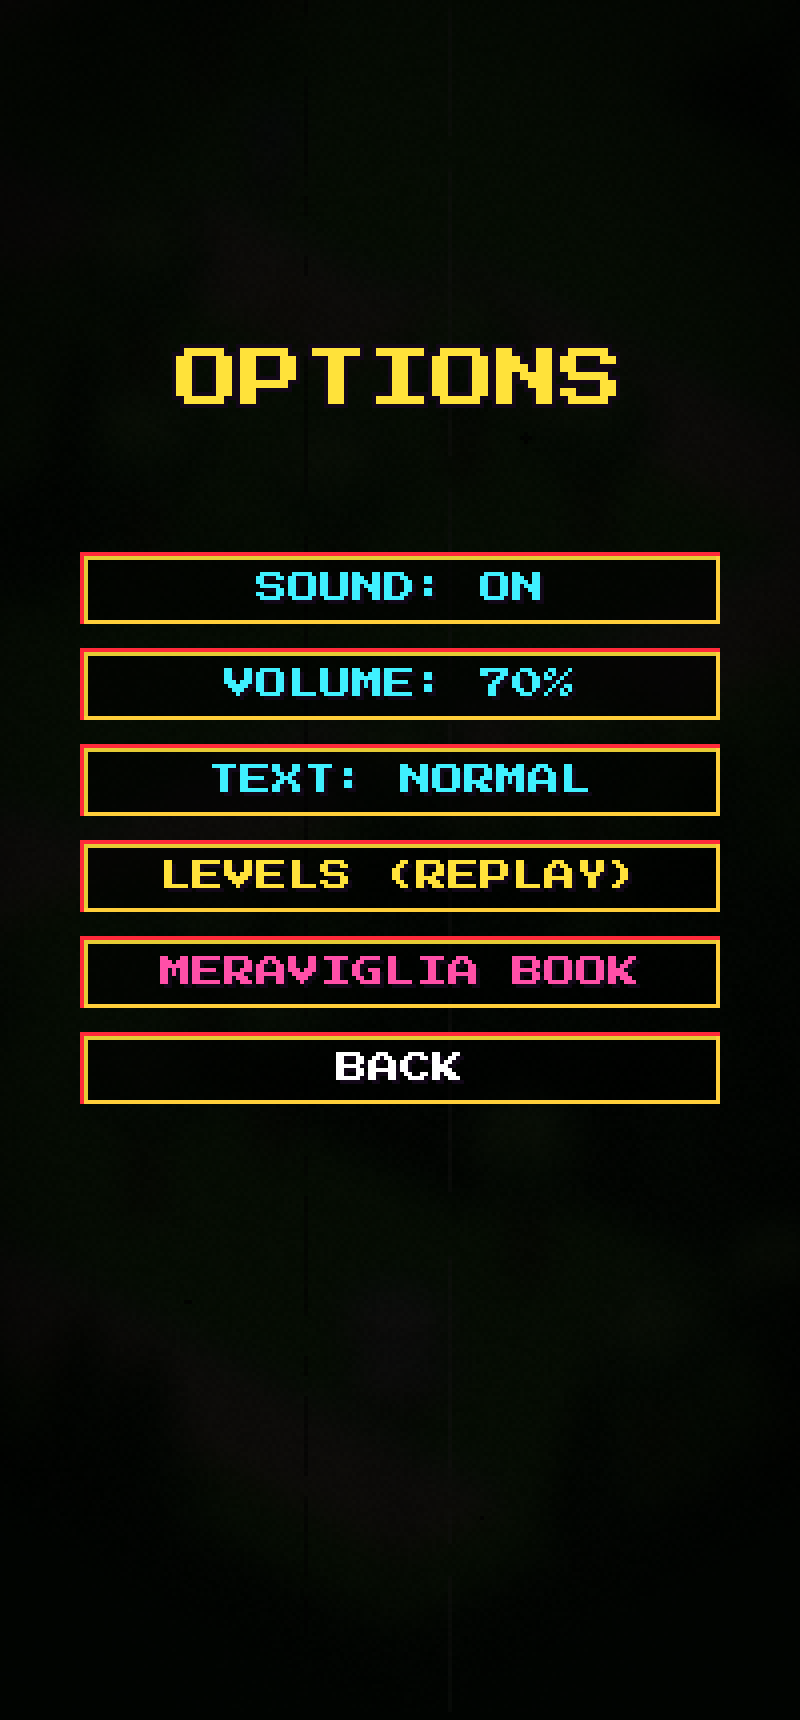 OPTIONS
SOUND: ON
VOLUME: 70%
TEXT: NORMAL
LEVELS (REPLAY)
MERAVIGLIA BOOK
BACK